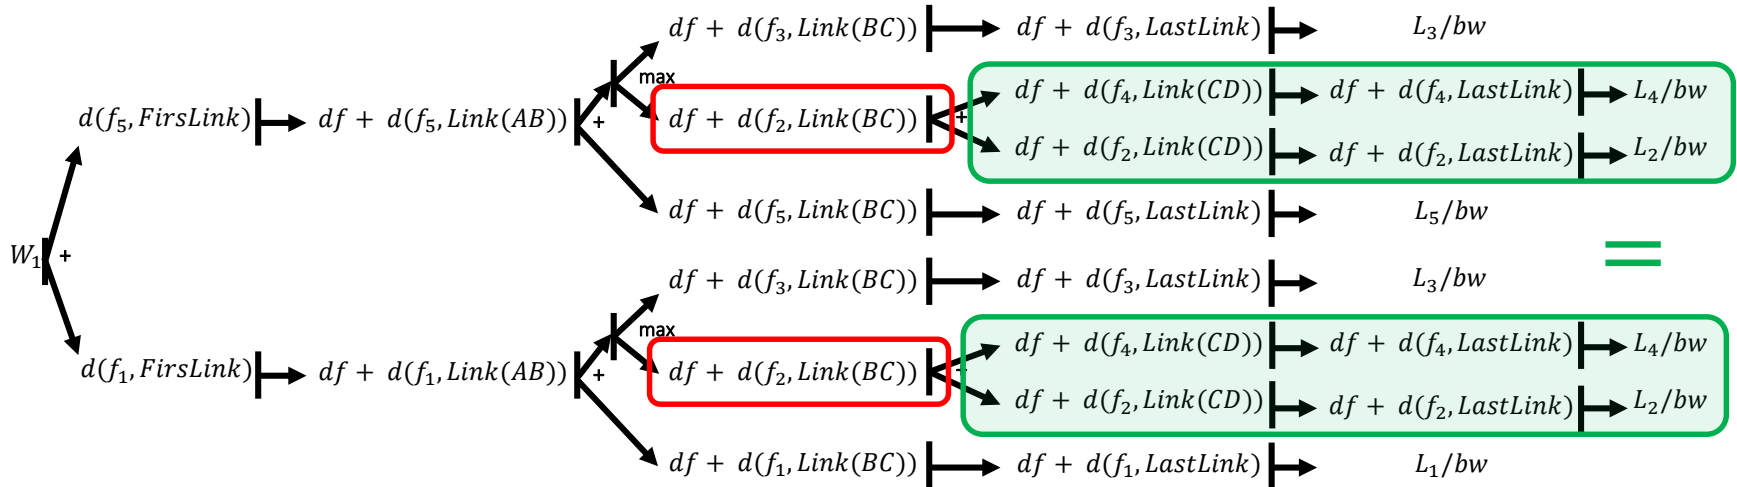 df + d(f₃, Link(BC)) df + d(f₃, LastLink) L₃/bw
max
df + d(f₄, Link(CD)) df + d(f₄, LastLink) L₄/bw
d(f₅, FirsLink) df + d(f₅, Link(AB)) + df + d(f₂, Link(BC)) +
df + d(f₂, Link(CD)) df + d(f₂, LastLink) L₂/bw
df + d(f₅, Link(BC)) df + d(f₅, LastLink) L₅/bw
W₁ + =
df + d(f₃, Link(BC)) df + d(f₃, LastLink) L₃/bw
max
df + d(f₄, Link(CD)) df + d(f₄, LastLink) L₄/bw
d(f₁, FirsLink) df + d(f₁, Link(AB)) + df + d(f₂, Link(BC)) +
df + d(f₂, Link(CD)) df + d(f₂, LastLink) L₂/bw
df + d(f₁, Link(BC)) df + d(f₁, LastLink) L₁/bw